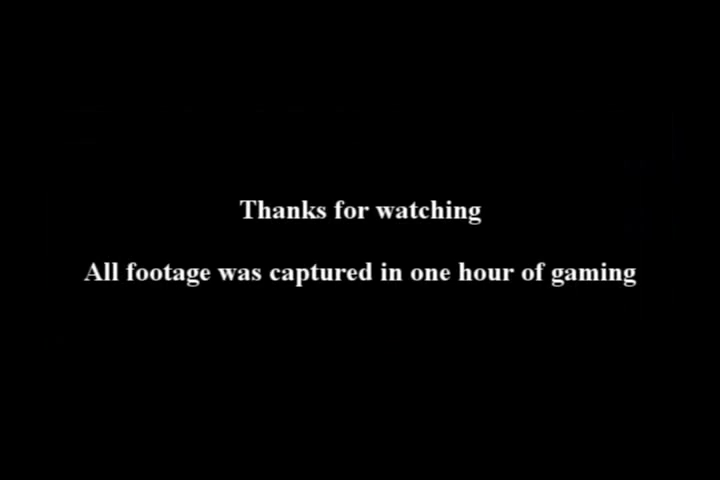 Thanks for watching
All footage was captured in one hour of gaming